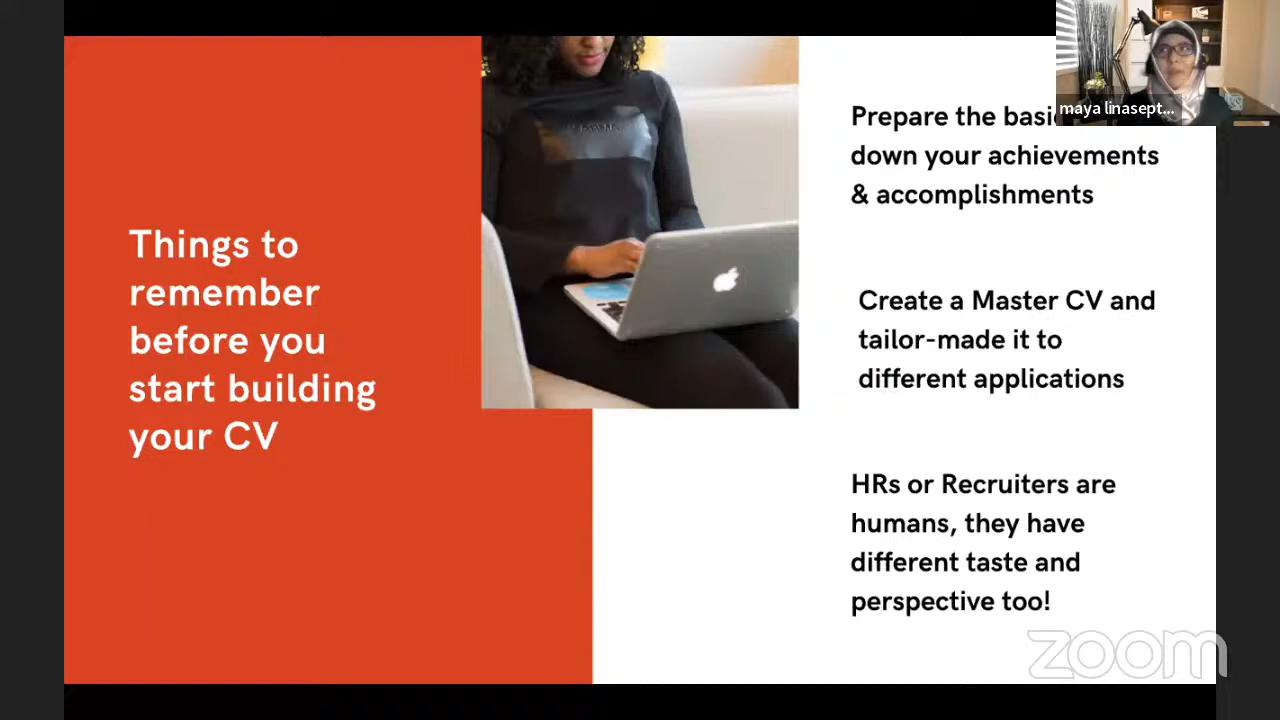 maya linasept...
Things to
remember
before you
start building
your CV
Prepare the
down your achievements
& accomplishments
Create a Master CV and
tailor-made it to
different applications
HRs or Recruiters are
humans, they have
different taste and
perspective too!
zoom